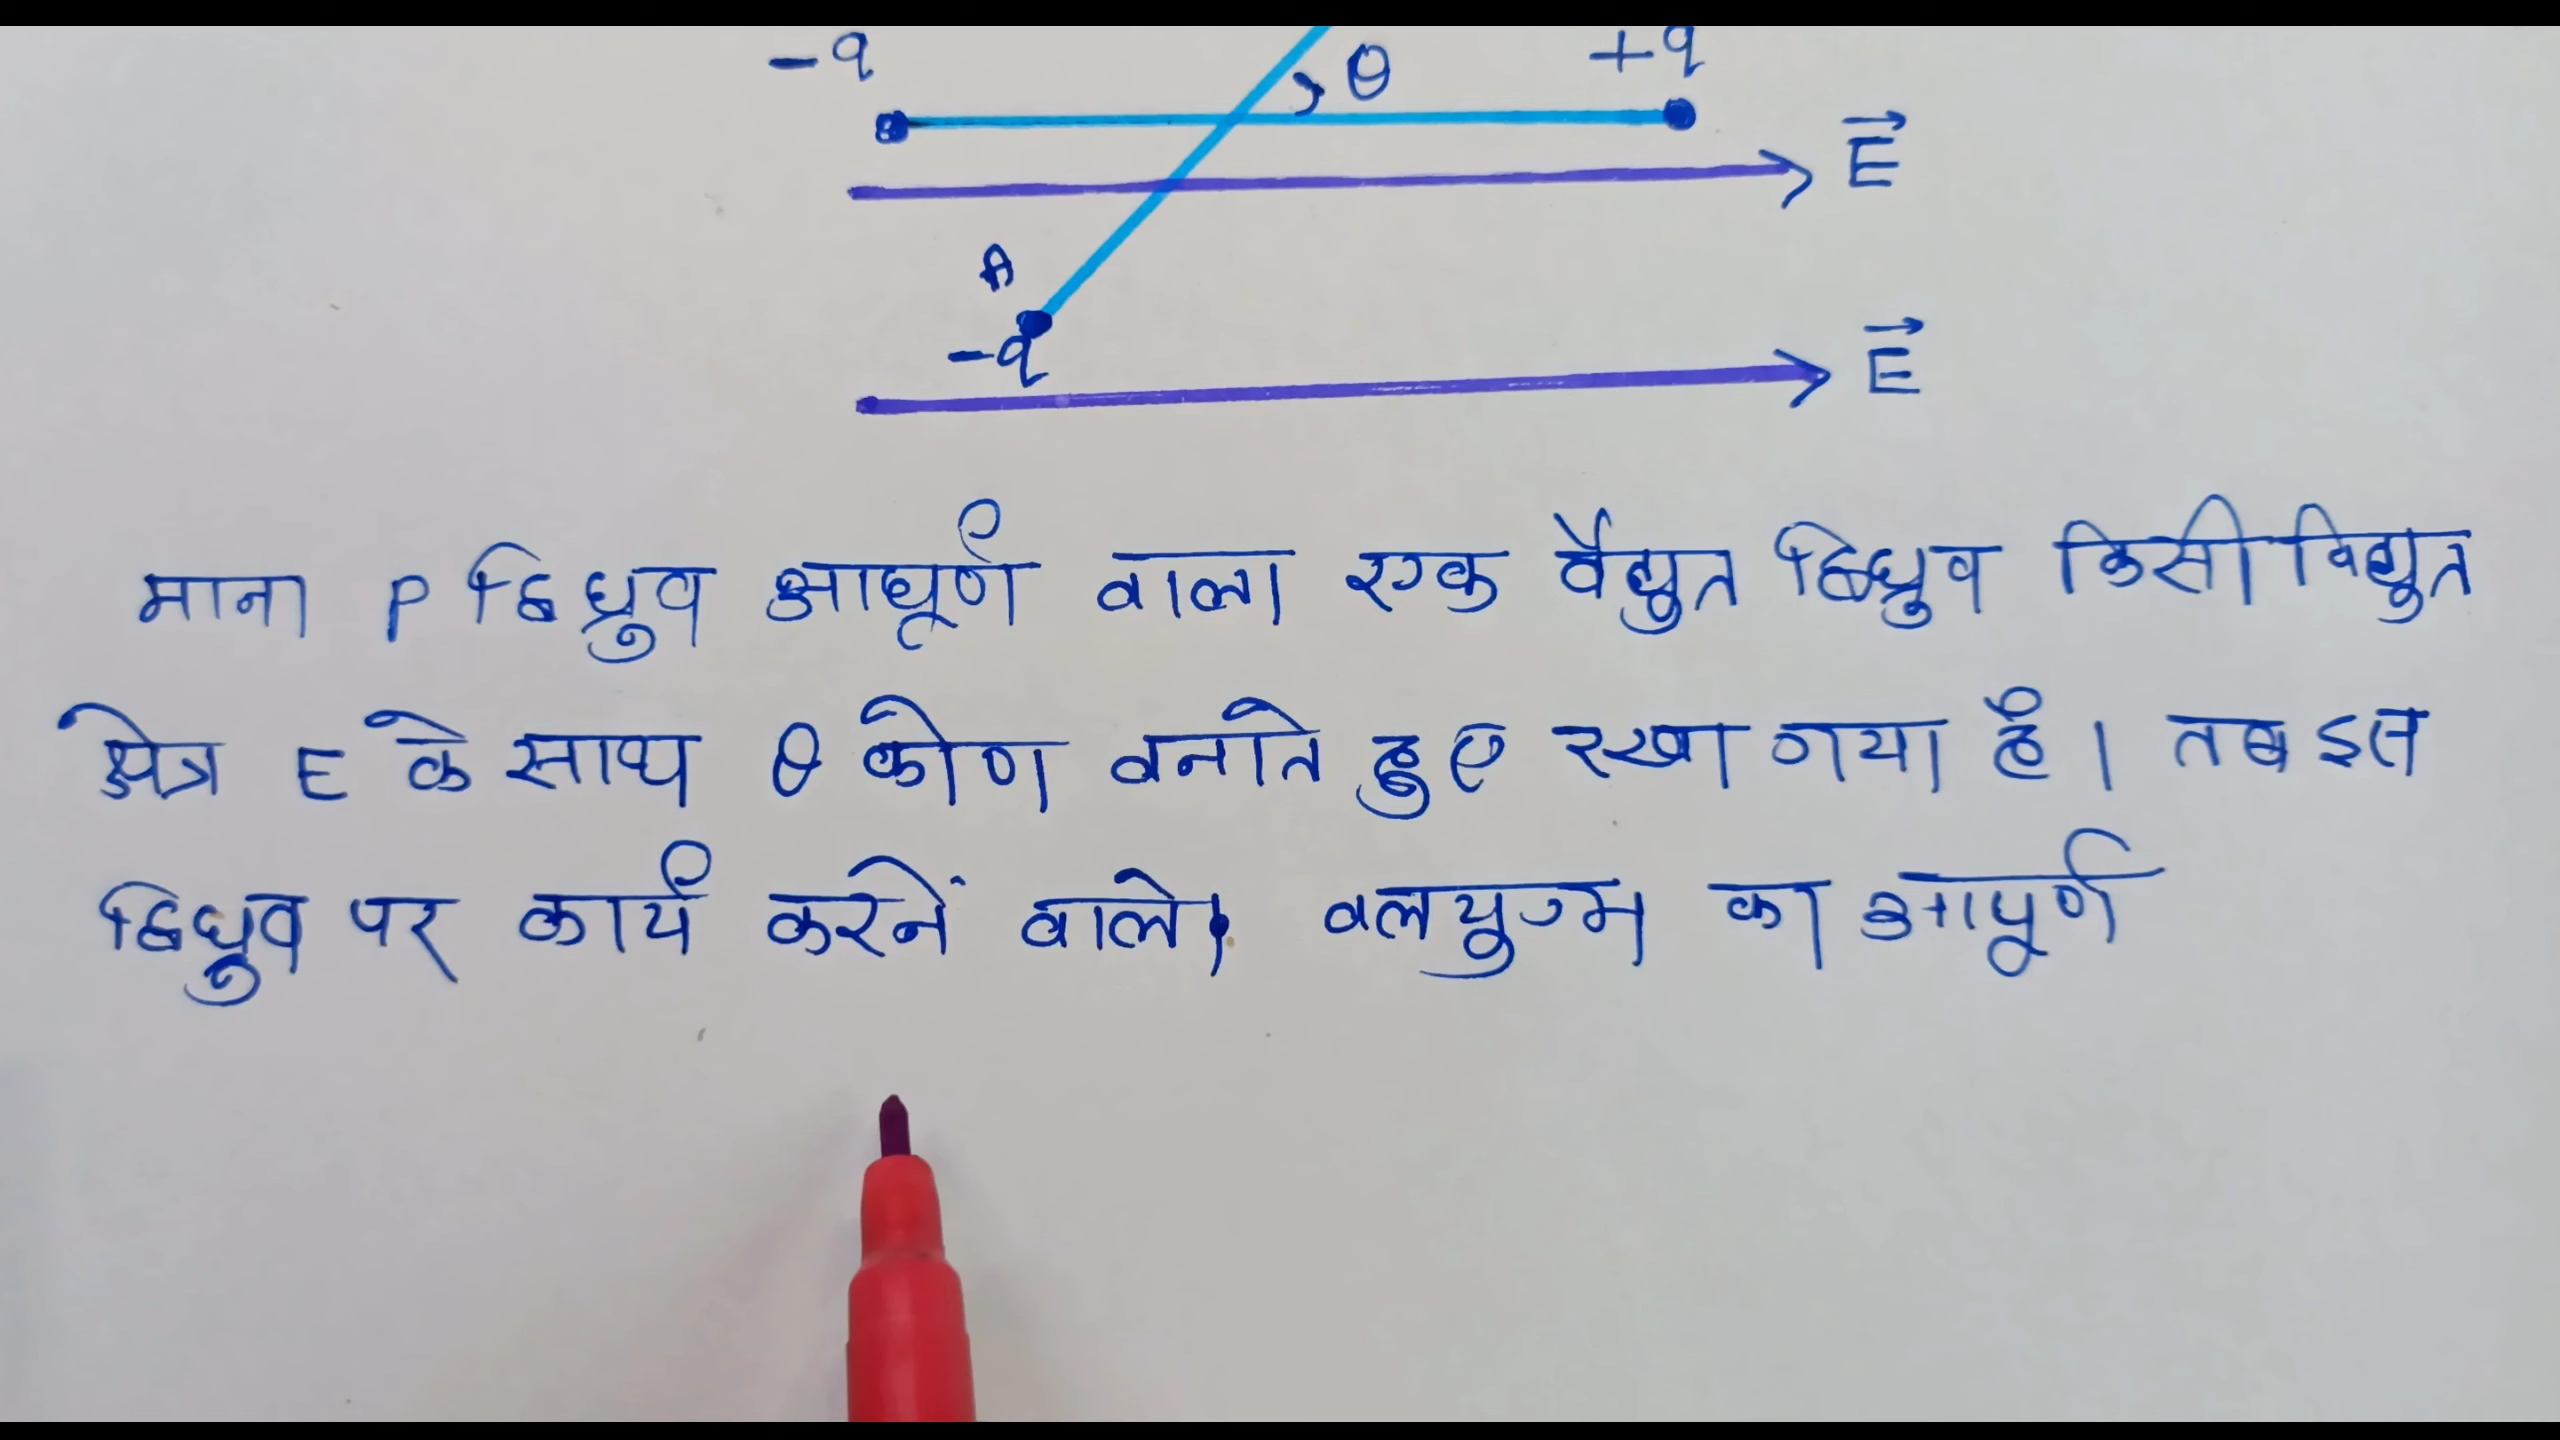 -q θ +q
E
A
-q
E
माना P द्विध्रुव आघूर्ण वाला एक वैद्युत द्विध्रुव किसी विद्युत
क्षेत्र E के साथ θ कोण बनाते हुए रखा गया है। तब इस
द्विध्रुव पर कार्य करनें वाले बलयुग्म का आघूर्ण